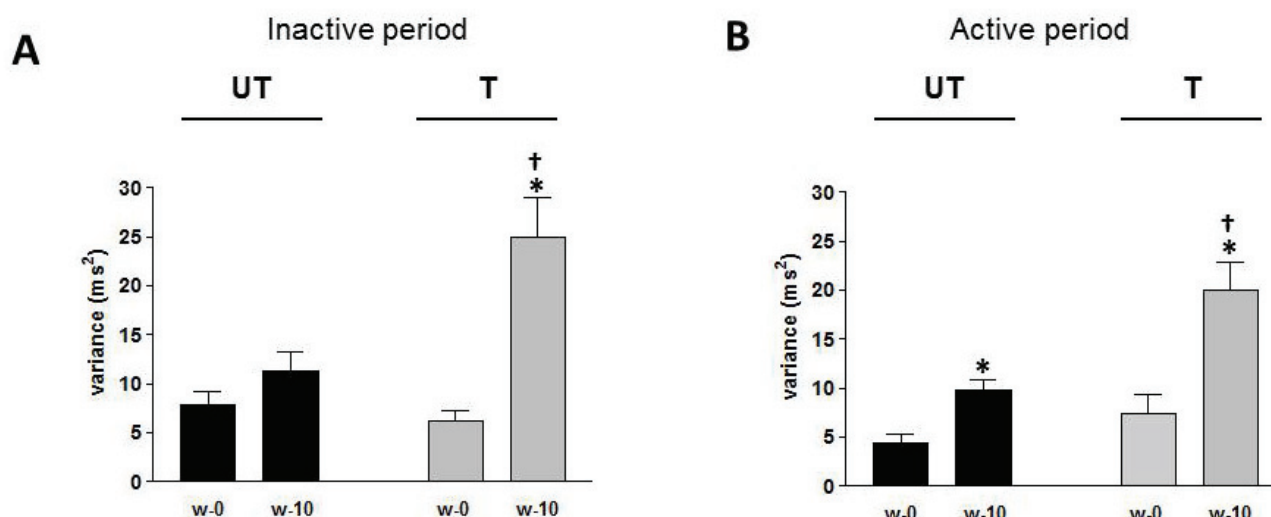 A
Inactive period
UT T
†
*
variance (ms²)
30
25
20
15
10
5
0
w-0 w-10 w-0 w-10
B
Active period
UT T
†
*
*
variance (ms²)
30
25
20
15
10
5
0
w-0 w-10 w-0 w-10